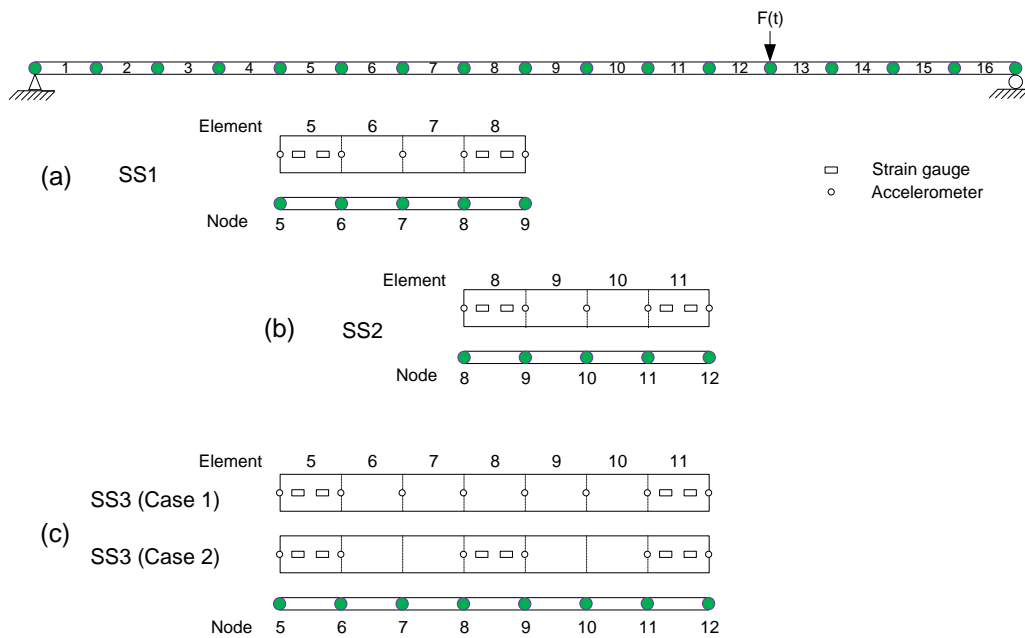 F(t)
1 2 3 4 5 6 7 8 9 10 11 12 13 14 15 16
Element 5 6 7 8
(a) SS1
Strain gauge
Accelerometer
Node
5 6 7 8 9
Element 8 9 10 11
(b) SS2
Node
8 9 10 11 12
Element 5 6 7 8 9 10 11
SS3 (Case 1)
(c)
SS3 (Case 2)
Node 5 6 7 8 9 10 11 12